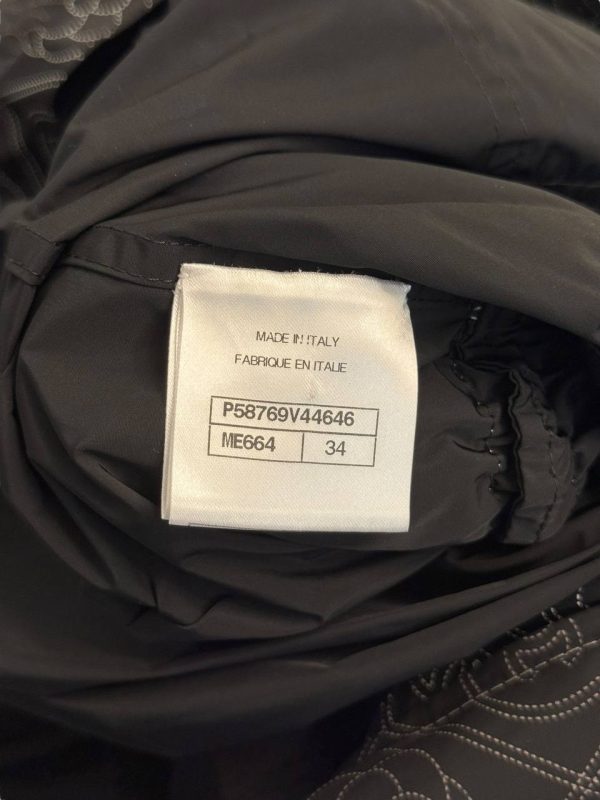 MADE IN ITALY
FABRIQUE EN ITALIE
P58769V44646
ME664 34